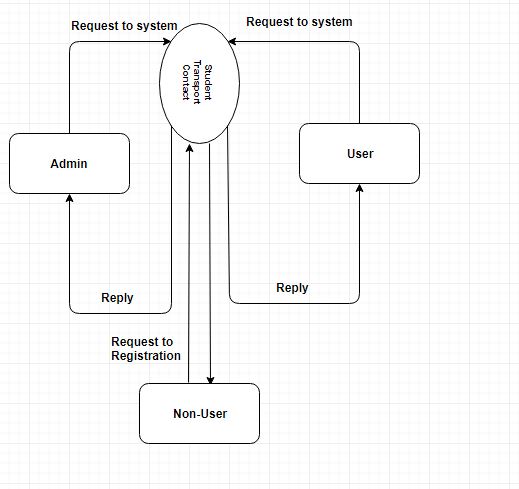 Request to system
Request to system
Student
Transport
Contact
Admin
User
Reply
Reply
Request to
Registration
Non-User